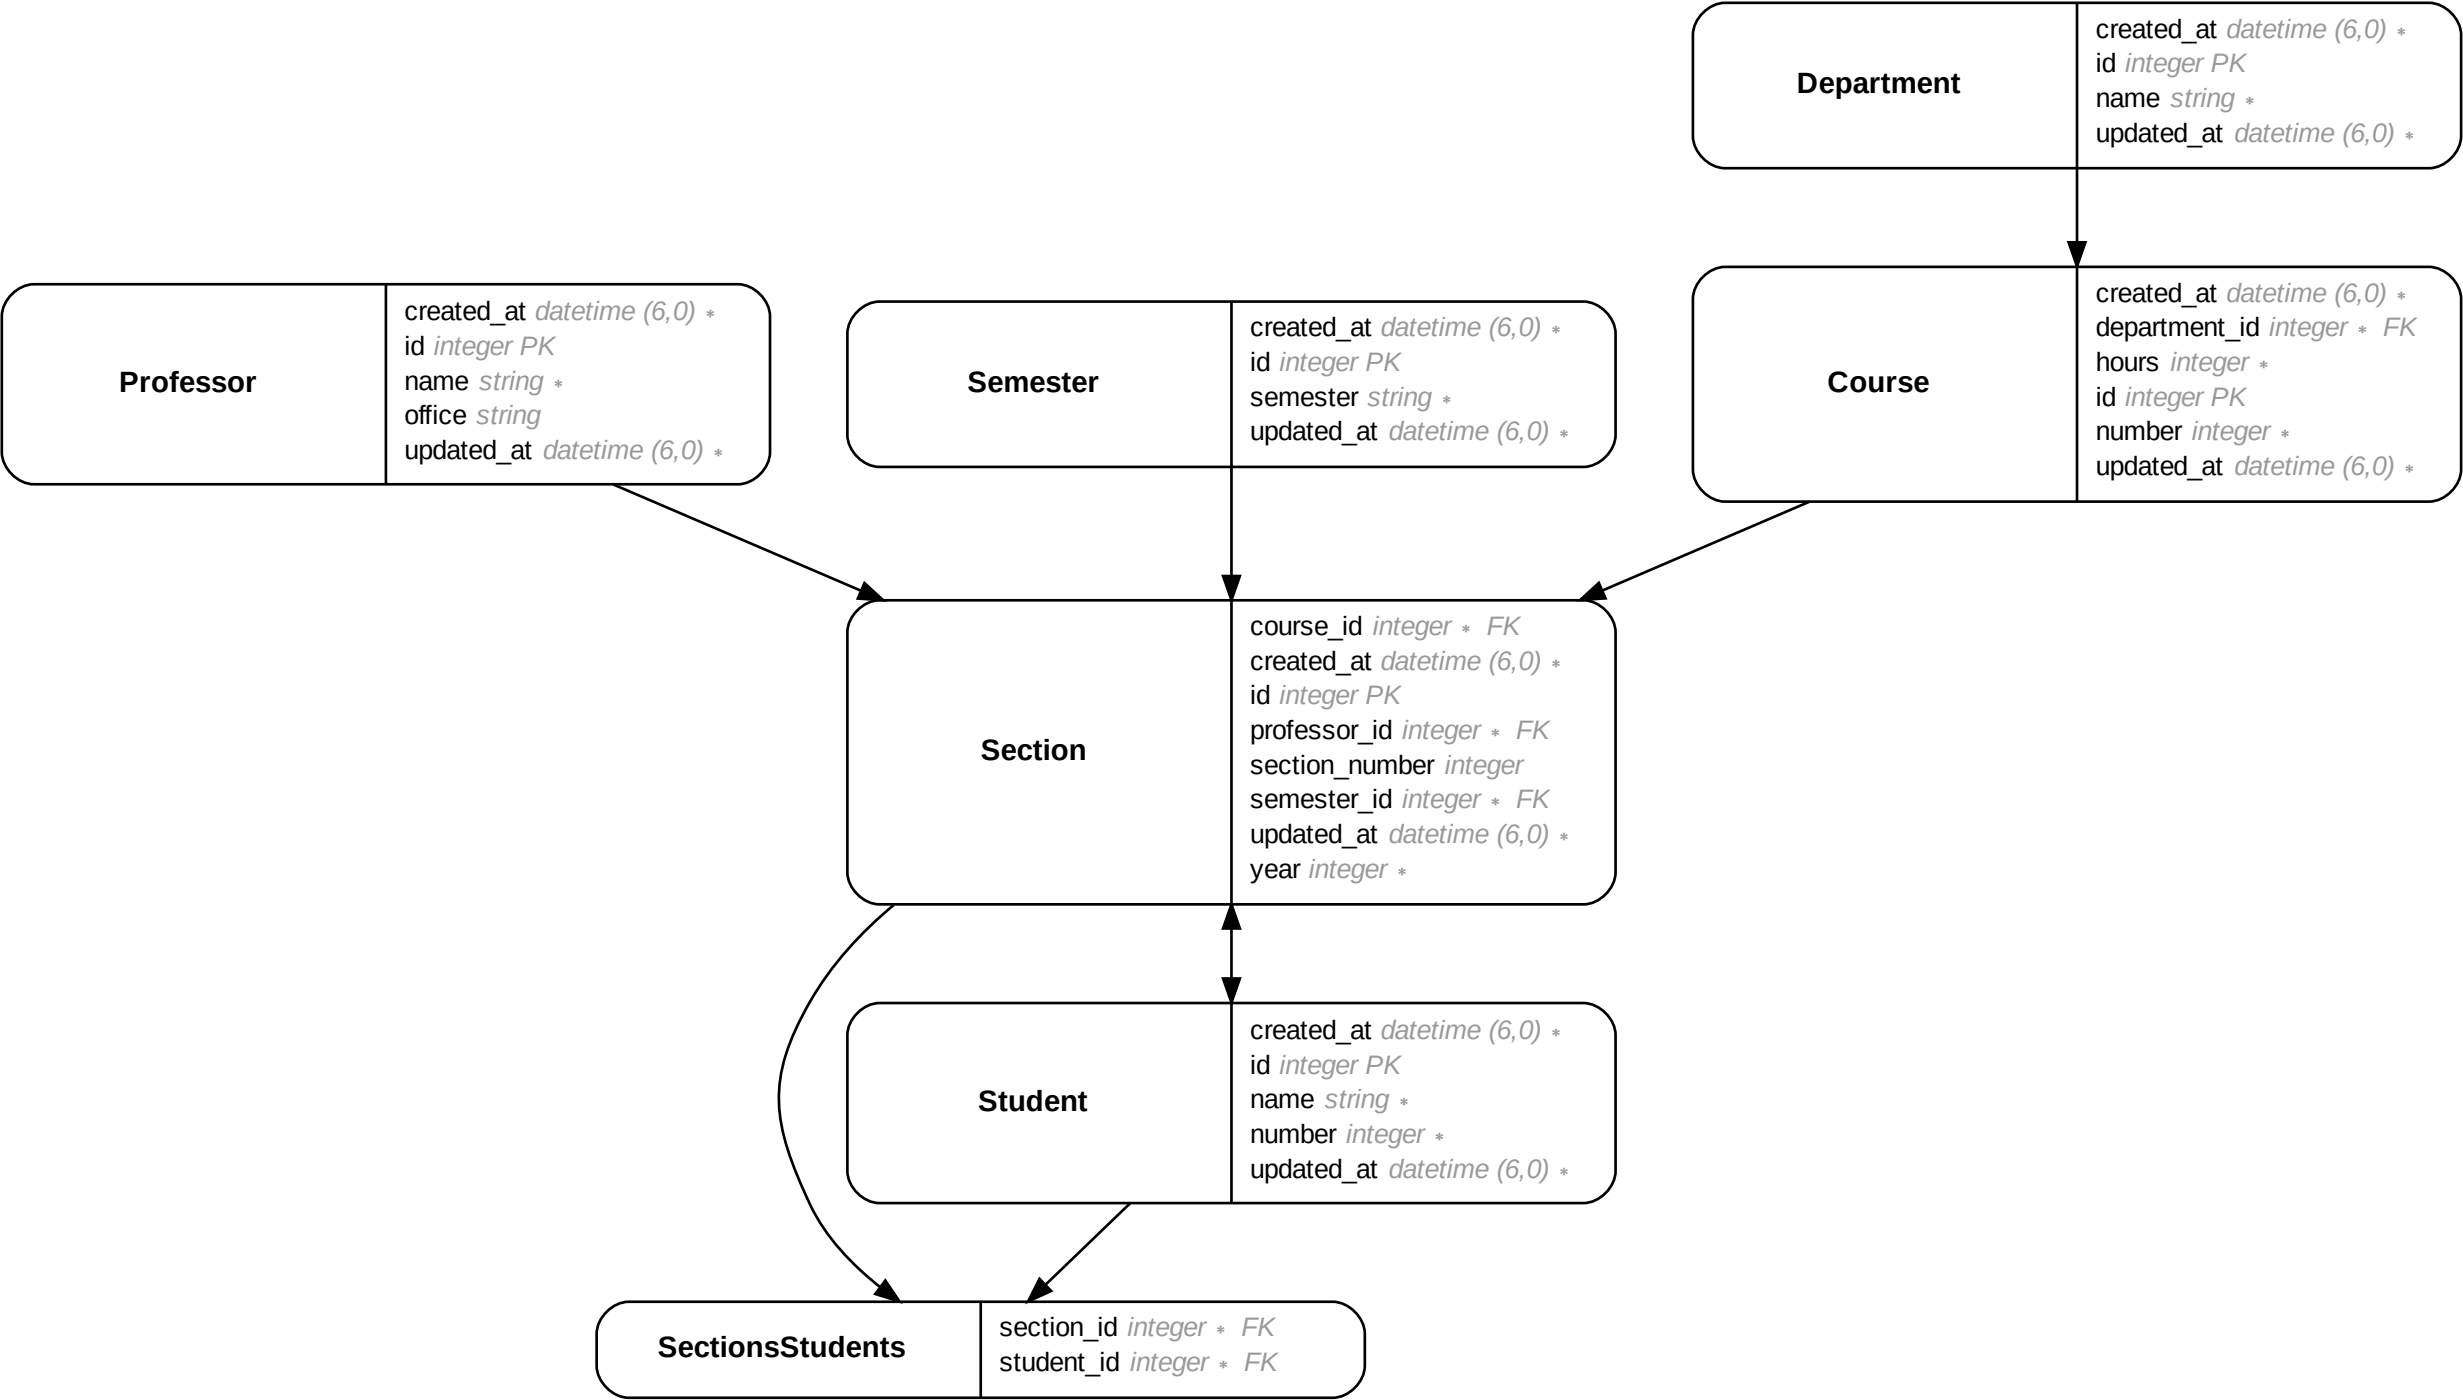 Department
created_at datetime (6,0) *
id integer PK
name string *
updated_at datetime (6,0) *
Professor
created_at datetime (6,0) *
id integer PK
name string *
office string
updated_at datetime (6,0) *
Semester
created_at datetime (6,0) *
id integer PK
semester string *
updated_at datetime (6,0) *
Course
created_at datetime (6,0) *
department_id integer * FK
hours integer *
id integer PK
number integer *
updated_at datetime (6,0) *
Section
course_id integer * FK
created_at datetime (6,0) *
id integer PK
professor_id integer * FK
section_number integer
semester_id integer * FK
updated_at datetime (6,0) *
year integer *
Student
created_at datetime (6,0) *
id integer PK
name string *
number integer *
updated_at datetime (6,0) *
SectionsStudents
section_id integer * FK
student_id integer * FK